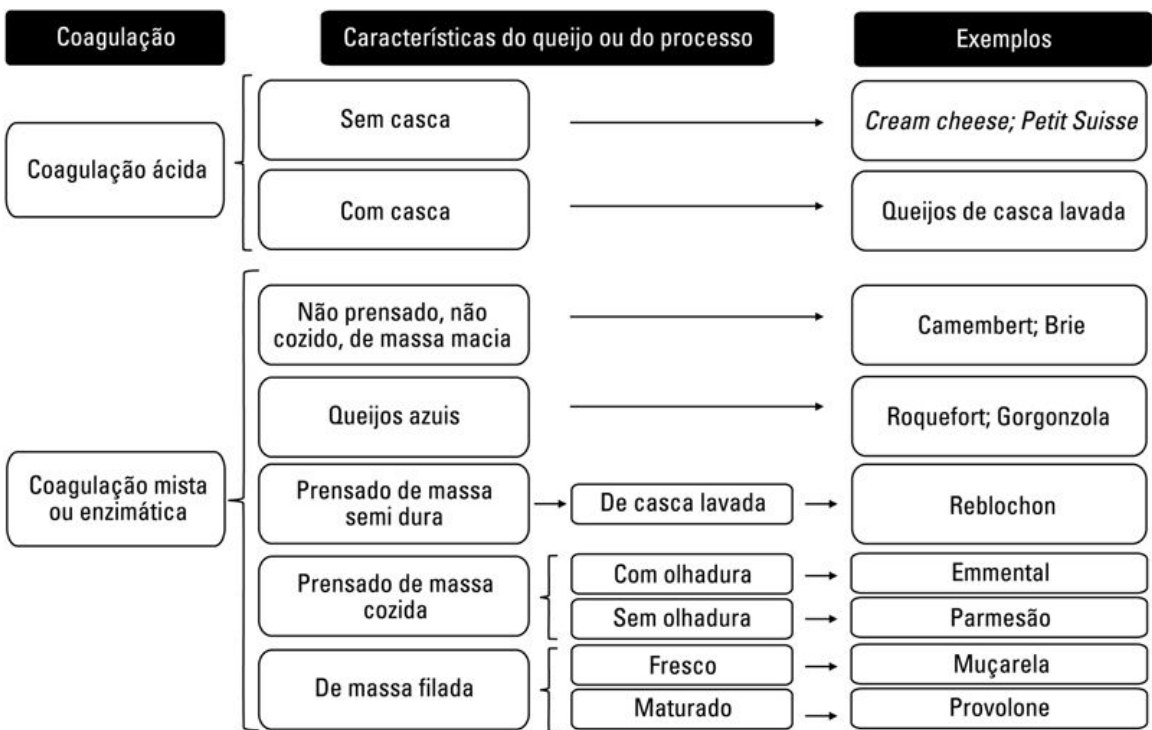 Coagulação
Características do queijo ou do processo
Exemplos
Coagulação ácida
Sem casca
Cream cheese; Petit Suisse
Com casca
Queijos de casca lavada
Coagulação mista
ou enzimática
Não prensado, não
cozido, de massa macia
Camembert; Brie
Queijos azuis
Roquefort; Gorgonzola
Prensado de massa
semi dura
De casca lavada
Reblochon
Prensado de massa
cozida
Com olhadura
Emmental
Sem olhadura
Parmesão
De massa filada
Fresco
Muçarela
Maturado
Provolone